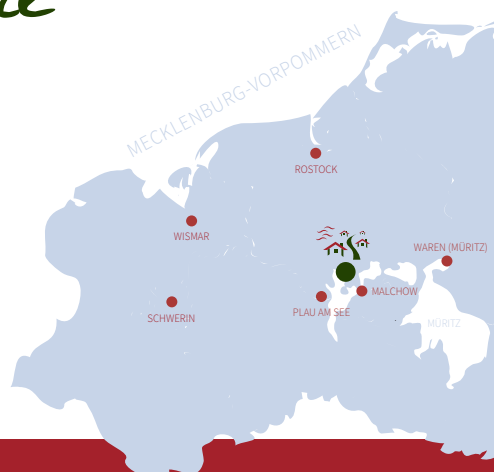 MECKLENBURG-VORPOMMERN
ROSTOCK
WISMAR
WAREN (MÜRITZ)
MALCHOW
SCHWERIN
PLAU AM SEE
MÜRITZ